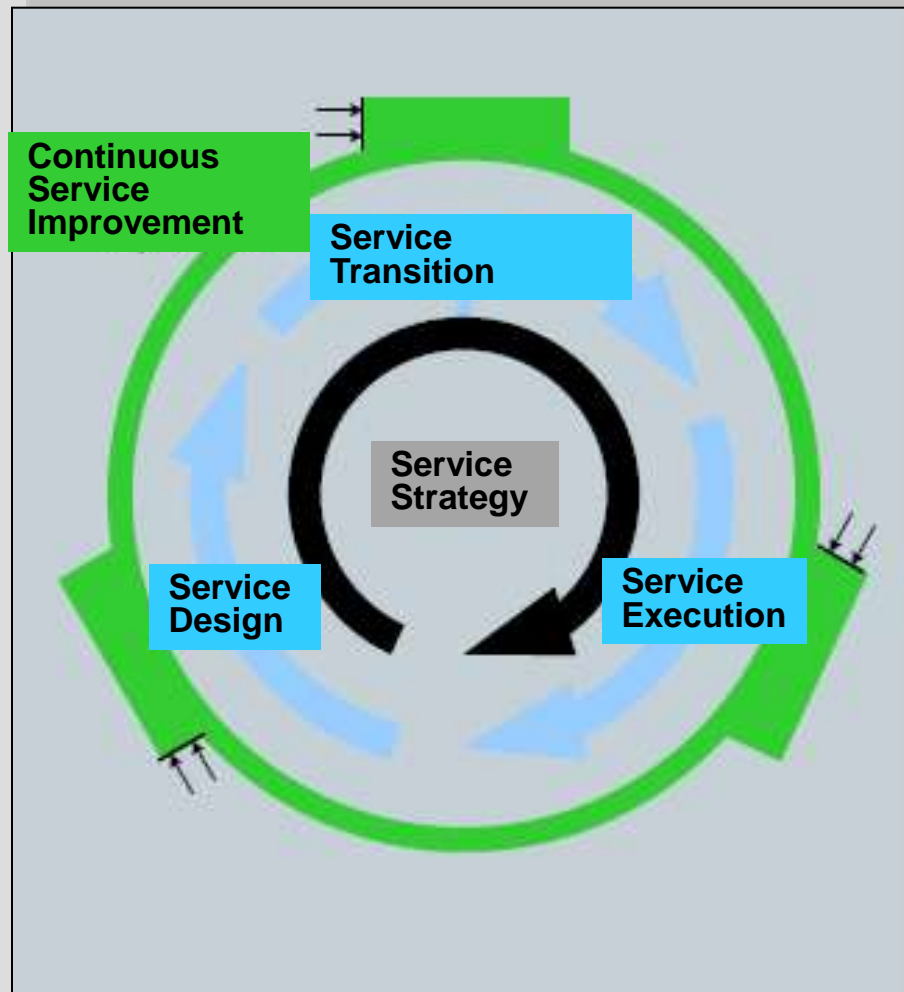 Continuous
Service
Improvement
Service
Transition
Service
Strategy
Service
Design
Service
Execution